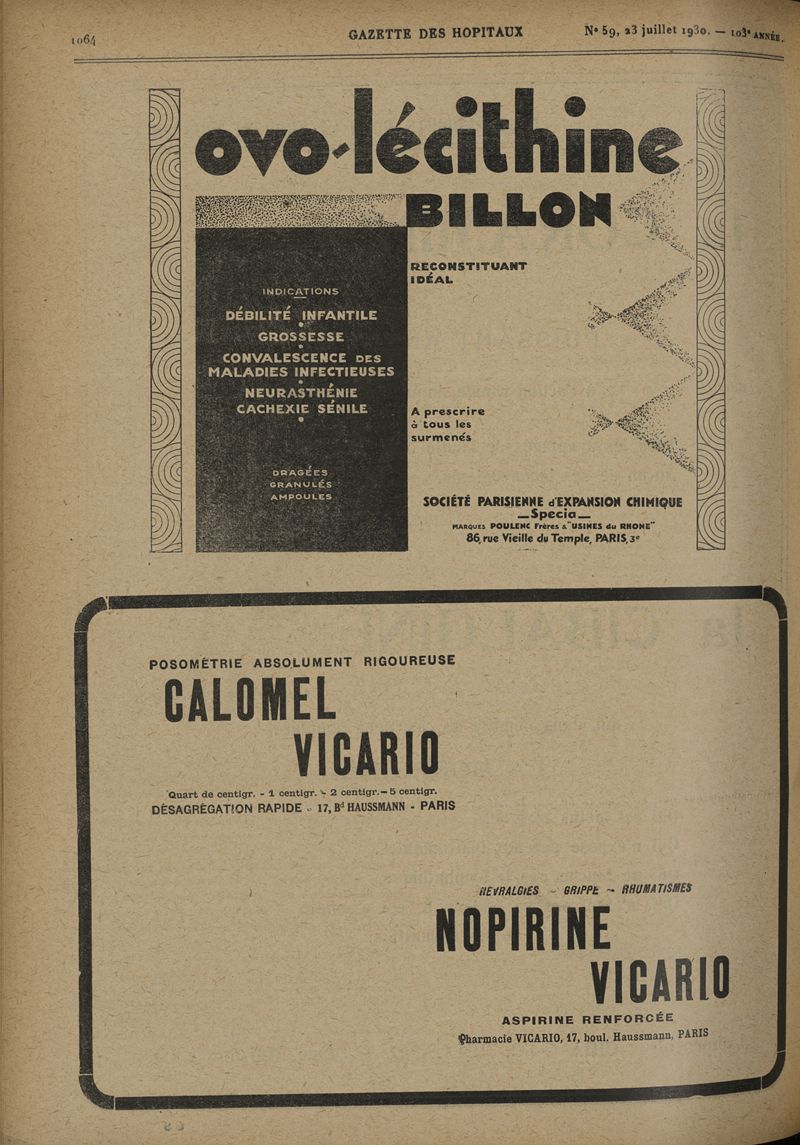 1064
GAZETTE DES HOPITAUX
N° 59, 23 juillet 1930. — 103e ANNÉE.
ovo-lécithine
BILLON
RECONSTITUANT
IDÉAL
INDICATIONS
DÉBILITÉ INFANTILE
GROSSESSE
CONVALESCENCE DES
MALADIES INFECTIEUSES
NEURASTHÉNIE
CACHEXIE SÉNILE
A prescrire
à tous les
surmenés
DRAGÉES
GRANULÉS
AMPOULES
SOCIÉTÉ PARISIENNE d'EXPANSION CHIMIQUE
—Specia—
MARQUES POULENC Frères & "USINES du RHONE"
86, rue Vieille du Temple, PARIS, 3e
POSOMÉTRIE ABSOLUMENT RIGOUREUSE
CALOMEL
VICARIO
Quart de centigr. - 1 centigr. - 2 centigr. — 5 centigr.
DÉSAGRÉGATION RAPIDE - 17, Bd HAUSSMANN - PARIS
NEVRALGIES - GRIPPE - RHUMATISMES
NOPIRINE
VICARIO
ASPIRINE RENFORCÉE
Pharmacie VICARIO, 17, boul. Haussmann, PARIS